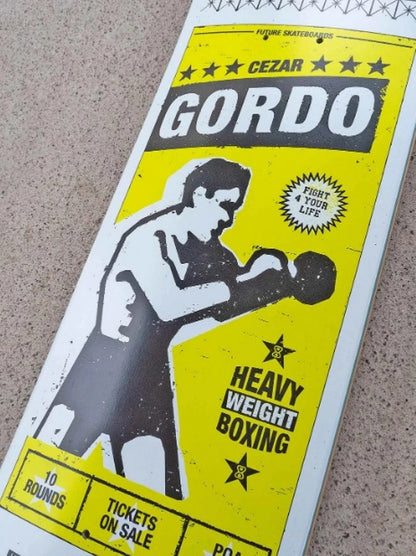 FUTURE SKATEBOARDS
CEZAR
GORDO
FIGHT
4 YOUR
LIFE
HEAVY
WEIGHT
BOXING
10
ROUNDS
TICKETS
ON SALE